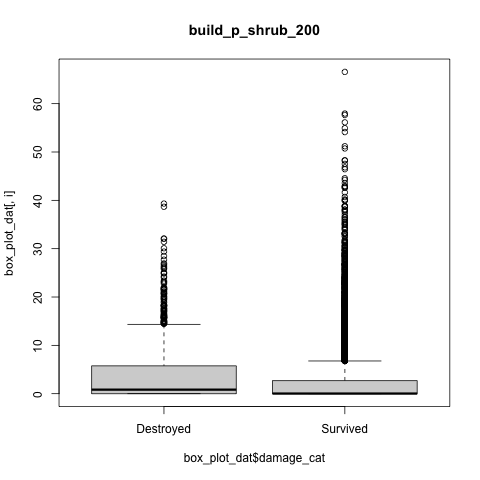 build_p_shrub_200
box_plot_dat[, i]
60
50
40
30
20
10
0
Destroyed
Survived
box_plot_dat$damage_cat